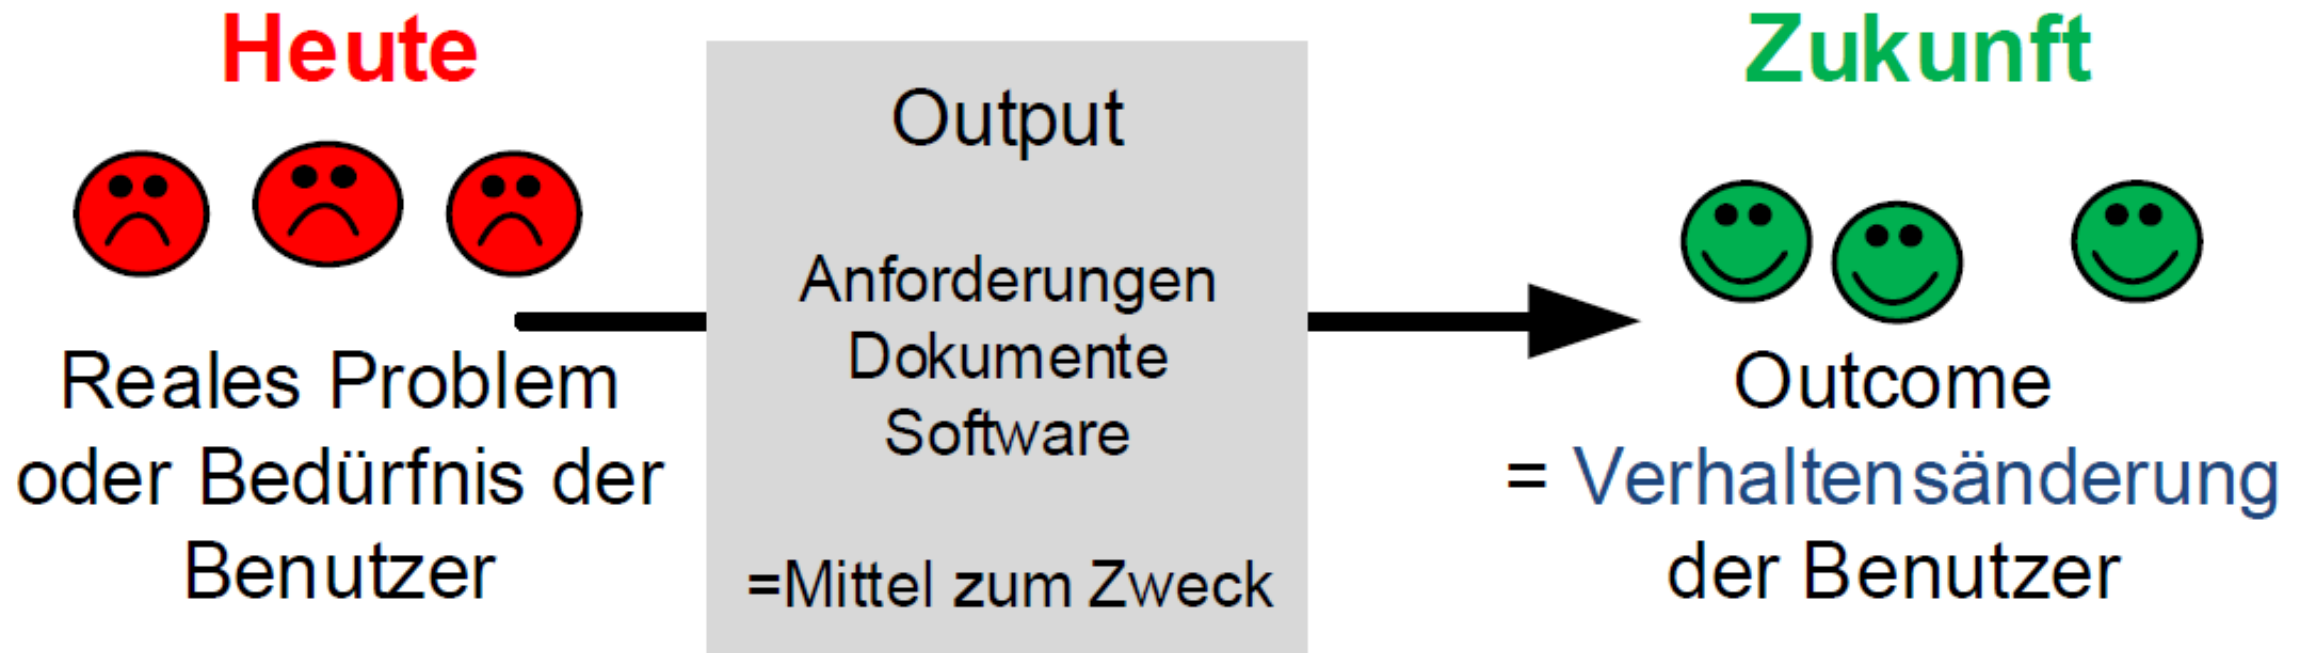 Heute
Reales Problem
oder Bedürfnis der
Benutzer
Output
Anforderungen
Dokumente
Software
=Mittel zum Zweck
Zukunft
Outcome
= Verhaltensänderung
der Benutzer